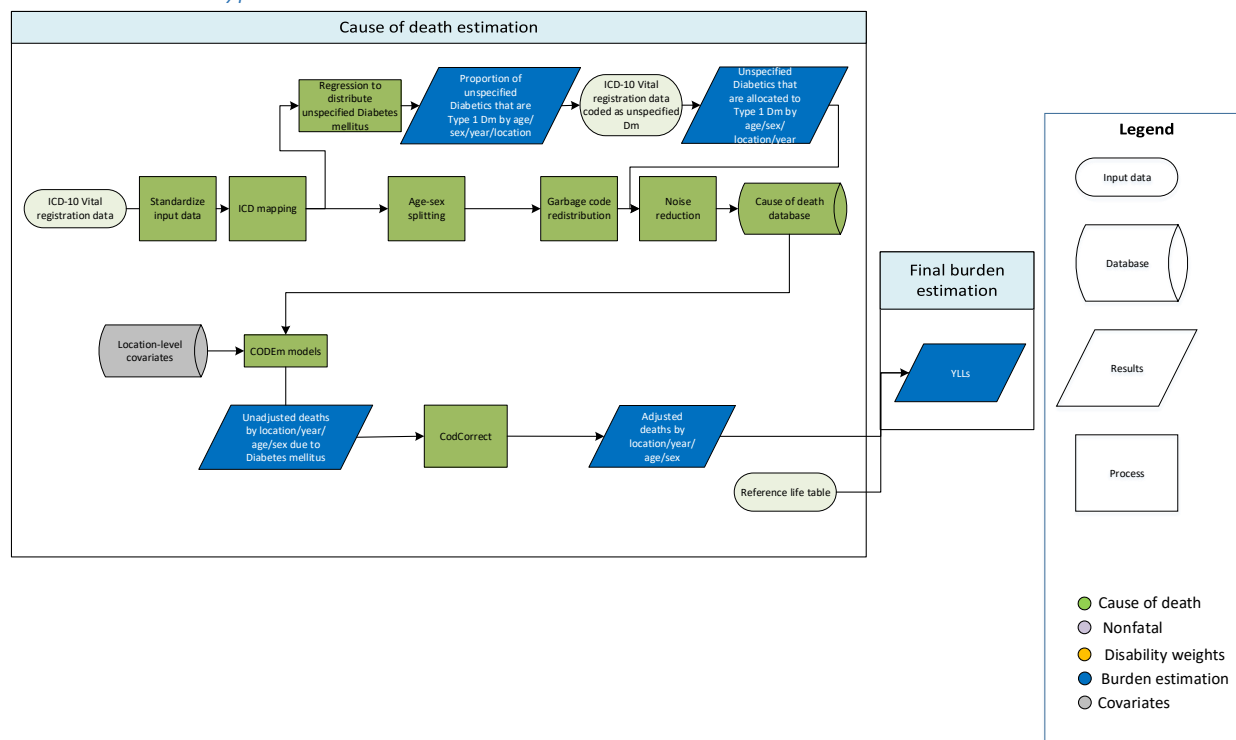 Cause of death estimation
Regression to
distribute
unspecified Diabetes
mellitus
Proportion of
unspecified
Diabetics that are
Type 1 Dm by age/
sex/year/location
ICD-10 Vital
registration data
coded as unspecified
Dm
Unspecified
Diabetics that
are allocated to
Type 1 Dm by
age/sex/
location/year
ICD-10 Vital
registration data
Standardize
input data
ICD mapping
Age-sex
splitting
Garbage code
redistribution
Noise
reduction
Cause of death
database
Location-level
covariates
CODEm models
Unadjusted deaths
by location/year/
age/sex due to
Diabetes mellitus
CodCorrect
Adjusted
deaths by
location/year/
age/sex
Reference life table
Final burden
estimation
YLLs
Legend
Input data
Database
Results
Process
Cause of death
Nonfatal
Disability weights
Burden estimation
Covariates